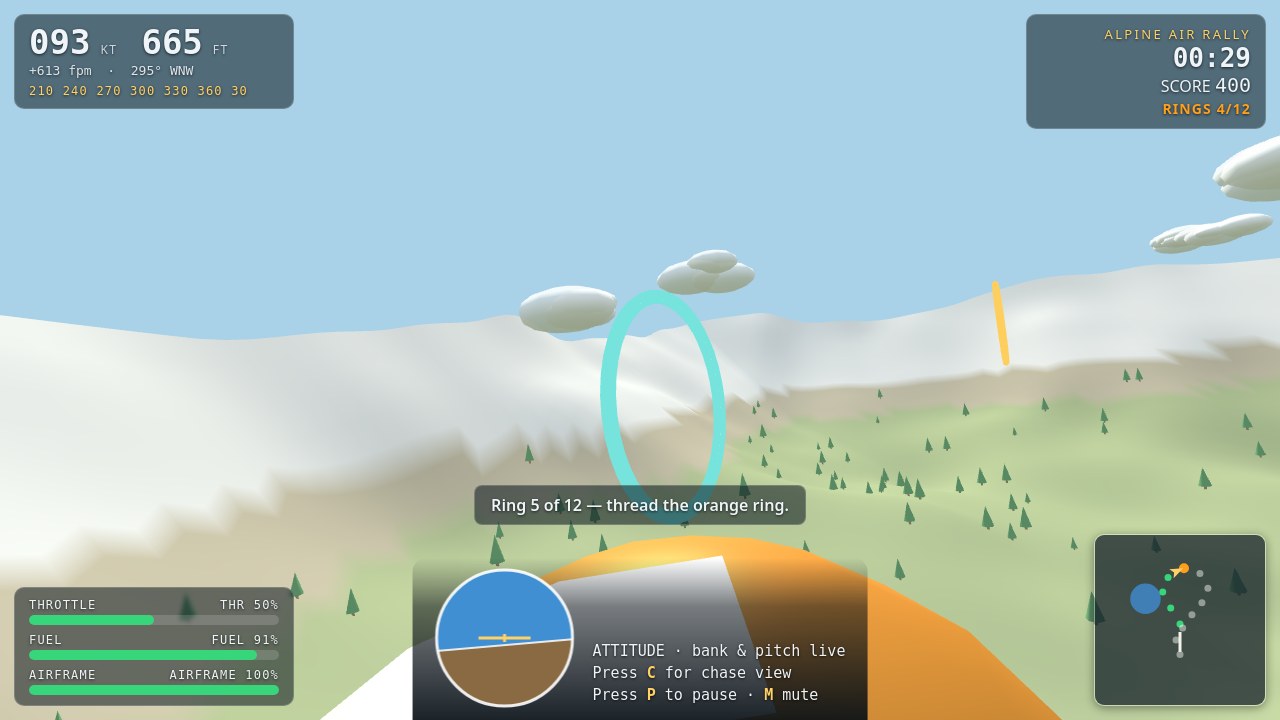 093 KT 665 FT
+613 fpm · 295° WNW
210 240 270 300 330 360 30
ALPINE AIR RALLY
00:29
SCORE 400
RINGS 4/12
Ring 5 of 12 — thread the orange ring.
THROTTLE THR 50%
FUEL FUEL 91%
AIRFRAME AIRFRAME 100%
ATTITUDE · bank & pitch live
Press C for chase view
Press P to pause · M mute